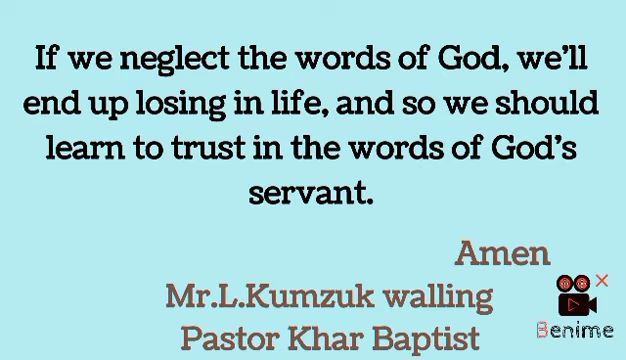 If we neglect the words of God, we'll
end up losing in life, and so we should
learn to trust in the words of God's
servant.
Amen
Mr.L.Kumzuk walling
Pastor Khar Baptist
Benime